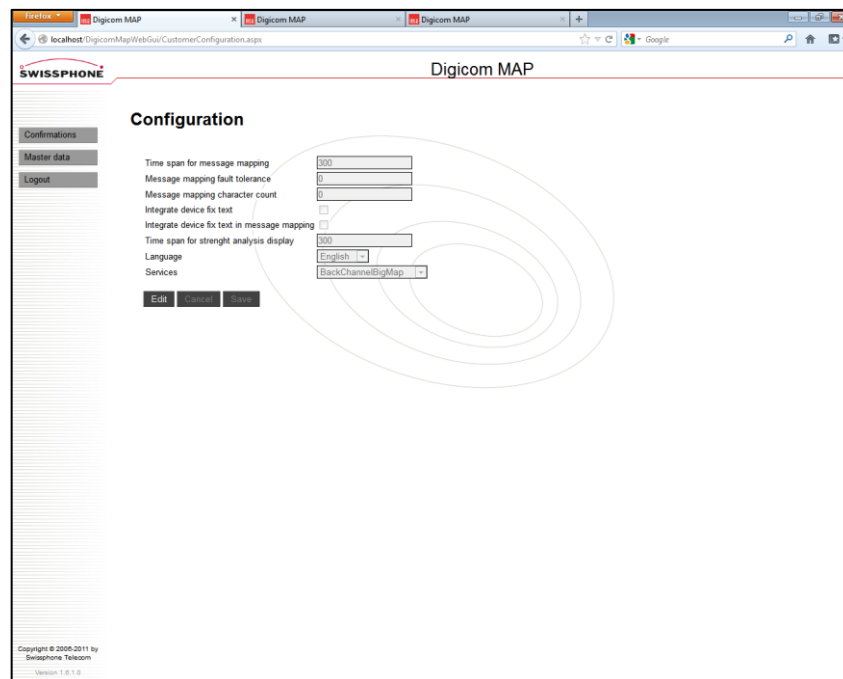 Firefox
Digicom MAP
Digicom MAP
Digicom MAP
localhost/DigicomMapWebGui/CustomerConfiguration.aspx
Google
SWISSPHONE
Digicom MAP
Configuration
Confirmations
Master data
Logout
Time span for message mapping 300
Message mapping fault tolerance 0
Message mapping character count 0
Integrate device fix text
Integrate device fix text in message mapping
Time span for strenght analysis display 300
Language English
Services BackChannelBigMap
Edit Cancel Save
Copyright © 2006-2011 by
Swissphone Telecom
Version 1.6.1.0